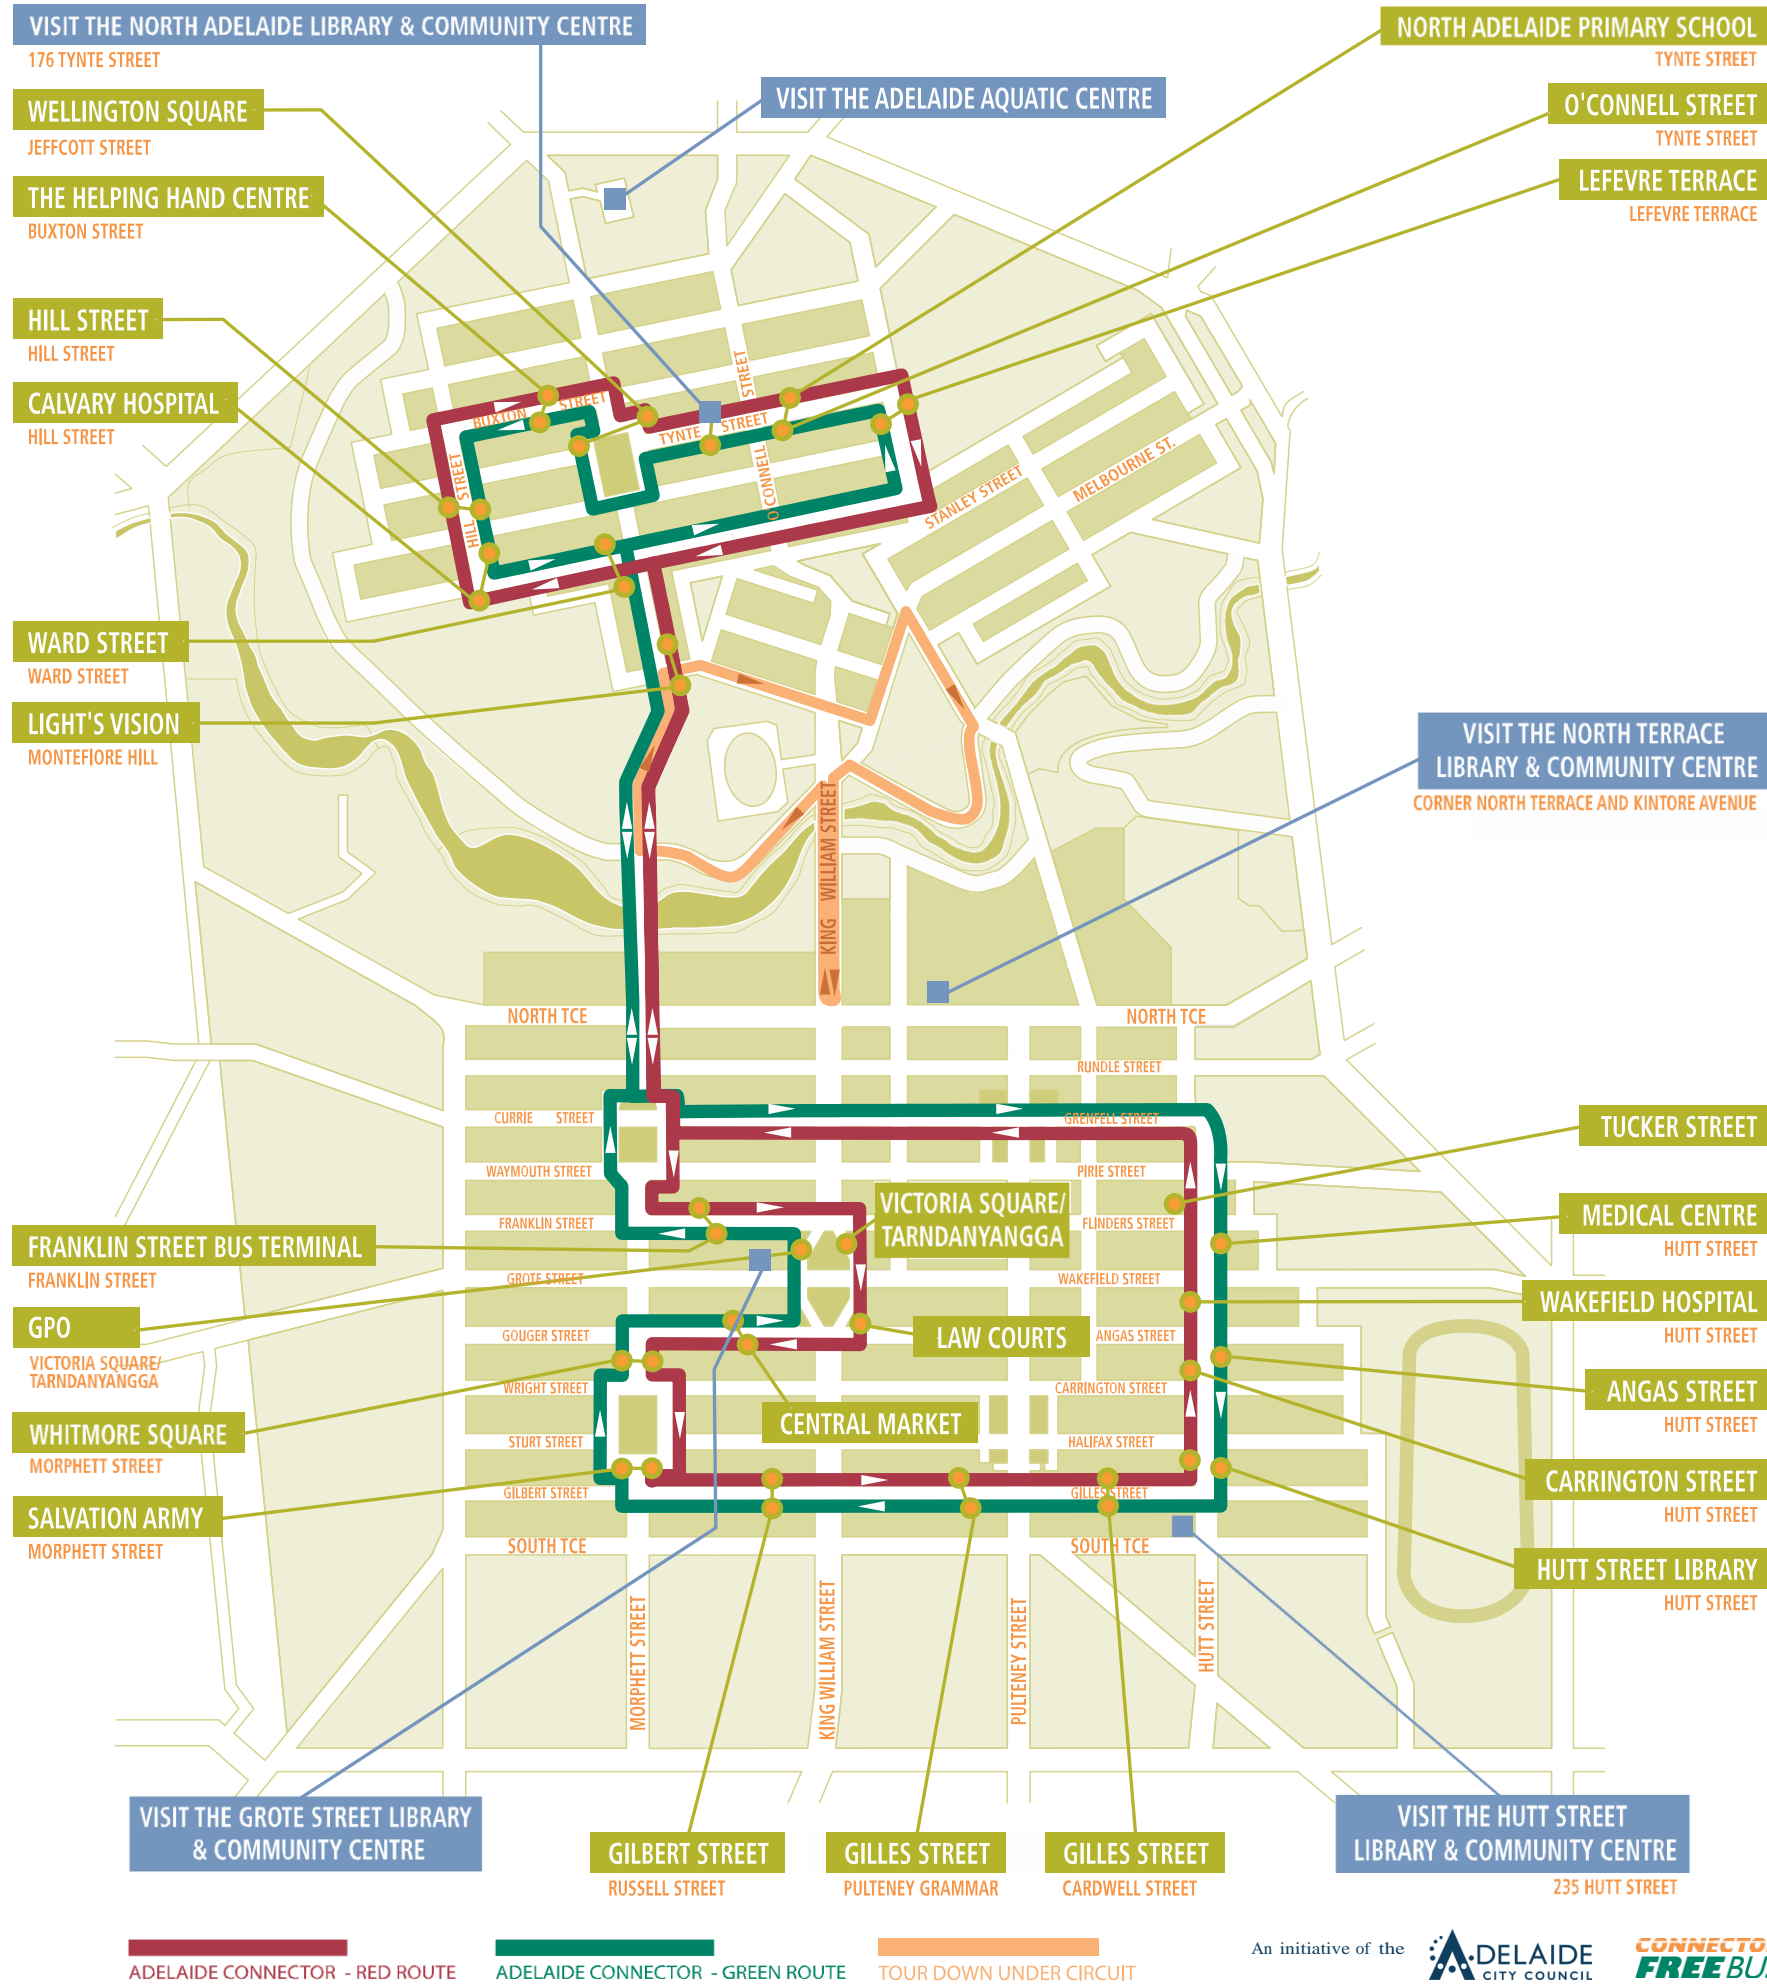 VISIT THE NORTH ADELAIDE LIBRARY & COMMUNITY CENTRE
176 TYNTE STREET
WELLINGTON SQUARE
JEFFCOTT STREET
THE HELPING HAND CENTRE
BUXTON STREET
HILL STREET
HILL STREET
CALVARY HOSPITAL
HILL STREET
WARD STREET
WARD STREET
LIGHT'S VISION
MONTEFIORE HILL
VISIT THE ADELAIDE AQUATIC CENTRE
NORTH ADELAIDE PRIMARY SCHOOL
TYNTE STREET
O'CONNELL STREET
TYNTE STREET
LEFEVRE TERRACE
LEFEVRE TERRACE
BUXTON STREET
HILL STREET
TYNTE STREET
O'CONNELL STREET
STANLEY STREET
MELBOURNE ST.
VISIT THE NORTH TERRACE
LIBRARY & COMMUNITY CENTRE
CORNER NORTH TERRACE AND KINTORE AVENUE
KING WILLIAM STREET
NORTH TCE
NORTH TCE
RUNDLE STREET
CURRIE STREET
GRENFELL STREET
WAYMOUTH STREET
PIRIE STREET
FRANKLIN STREET
FLINDERS STREET
GROTE STREET
WAKEFIELD STREET
GOUGER STREET
ANGAS STREET
WRIGHT STREET
CARRINGTON STREET
STURT STREET
HALIFAX STREET
GILBERT STREET
GILLES STREET
SOUTH TCE
SOUTH TCE
MORPHETT STREET
KING WILLIAM STREET
PULTENEY STREET
HUTT STREET
VICTORIA SQUARE/
TARNDANYANGGA
LAW COURTS
CENTRAL MARKET
FRANKLIN STREET BUS TERMINAL
FRANKLIN STREET
GPO
VICTORIA SQUARE/
TARNDANYANGGA
WHITMORE SQUARE
MORPHETT STREET
SALVATION ARMY
MORPHETT STREET
TUCKER STREET
MEDICAL CENTRE
HUTT STREET
WAKEFIELD HOSPITAL
HUTT STREET
ANGAS STREET
HUTT STREET
CARRINGTON STREET
HUTT STREET
HUTT STREET LIBRARY
HUTT STREET
VISIT THE GROTE STREET LIBRARY
& COMMUNITY CENTRE
GILBERT STREET
RUSSELL STREET
GILLES STREET
PULTENEY GRAMMAR
GILLES STREET
CARDWELL STREET
VISIT THE HUTT STREET
LIBRARY & COMMUNITY CENTRE
235 HUTT STREET
ADELAIDE CONNECTOR - RED ROUTE
ADELAIDE CONNECTOR - GREEN ROUTE
TOUR DOWN UNDER CIRCUIT
An initiative of the
ADELAIDE
CITY COUNCIL
CONNECTO
FREE BUS